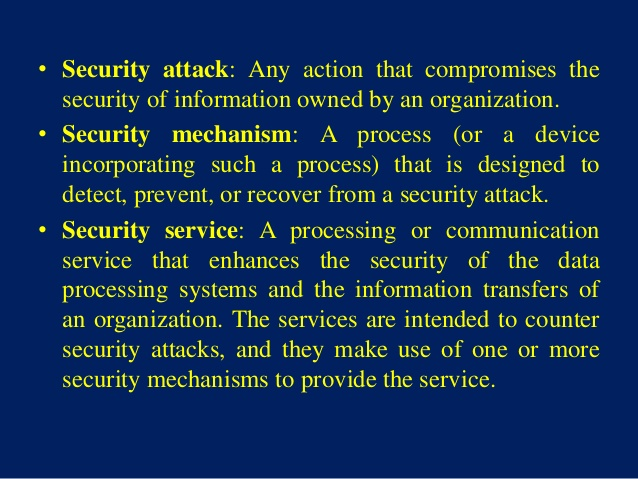 • Security attack: Any action that compromises the
security of information owned by an organization.
• Security mechanism: A process (or a device
incorporating such a process) that is designed to
detect, prevent, or recover from a security attack.
• Security service: A processing or communication
service that enhances the security of the data
processing systems and the information transfers of
an organization. The services are intended to counter
security attacks, and they make use of one or more
security mechanisms to provide the service.